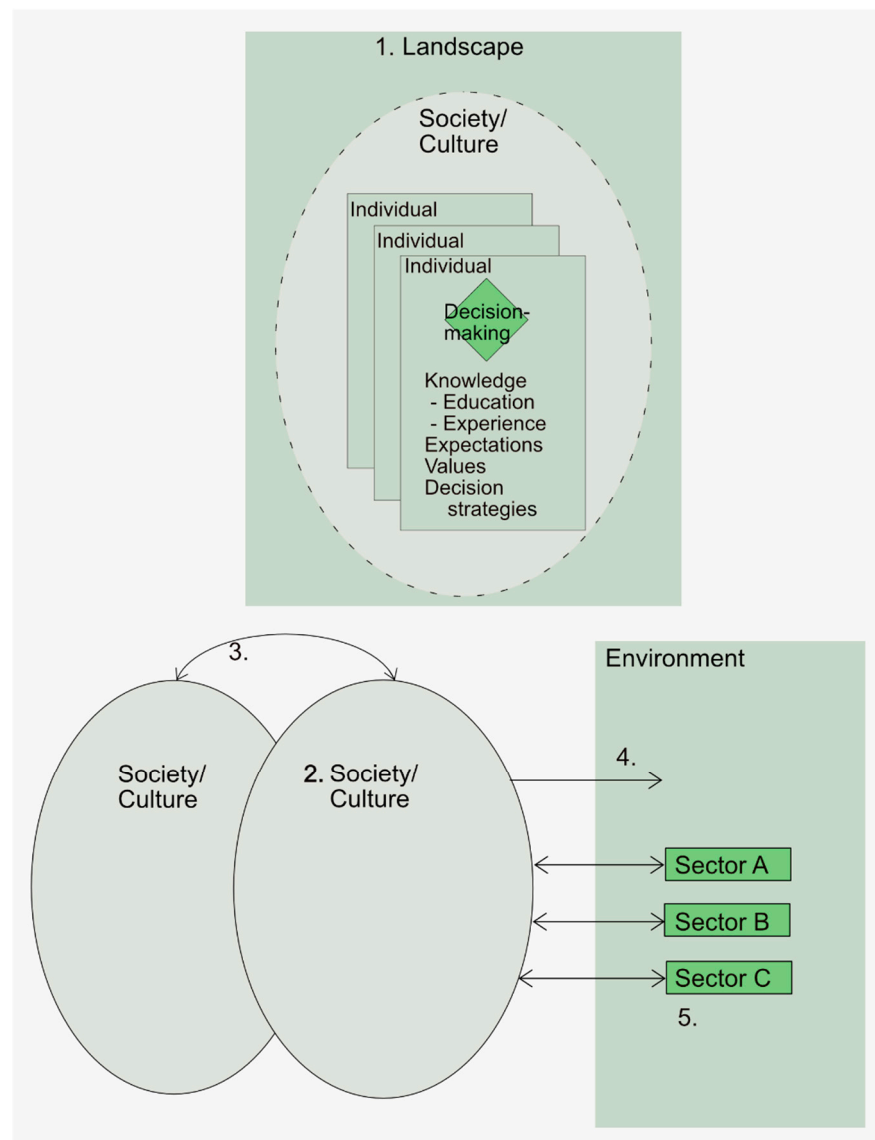 1. Landscape
Society/
Culture
Individual
Individual
Individual
Decision-
making
Knowledge
- Education
- Experience
Expectations
Values
Decision
strategies
3.
Environment
Society/
Culture
2. Society/
Culture
4.
Sector A
Sector B
Sector C
5.